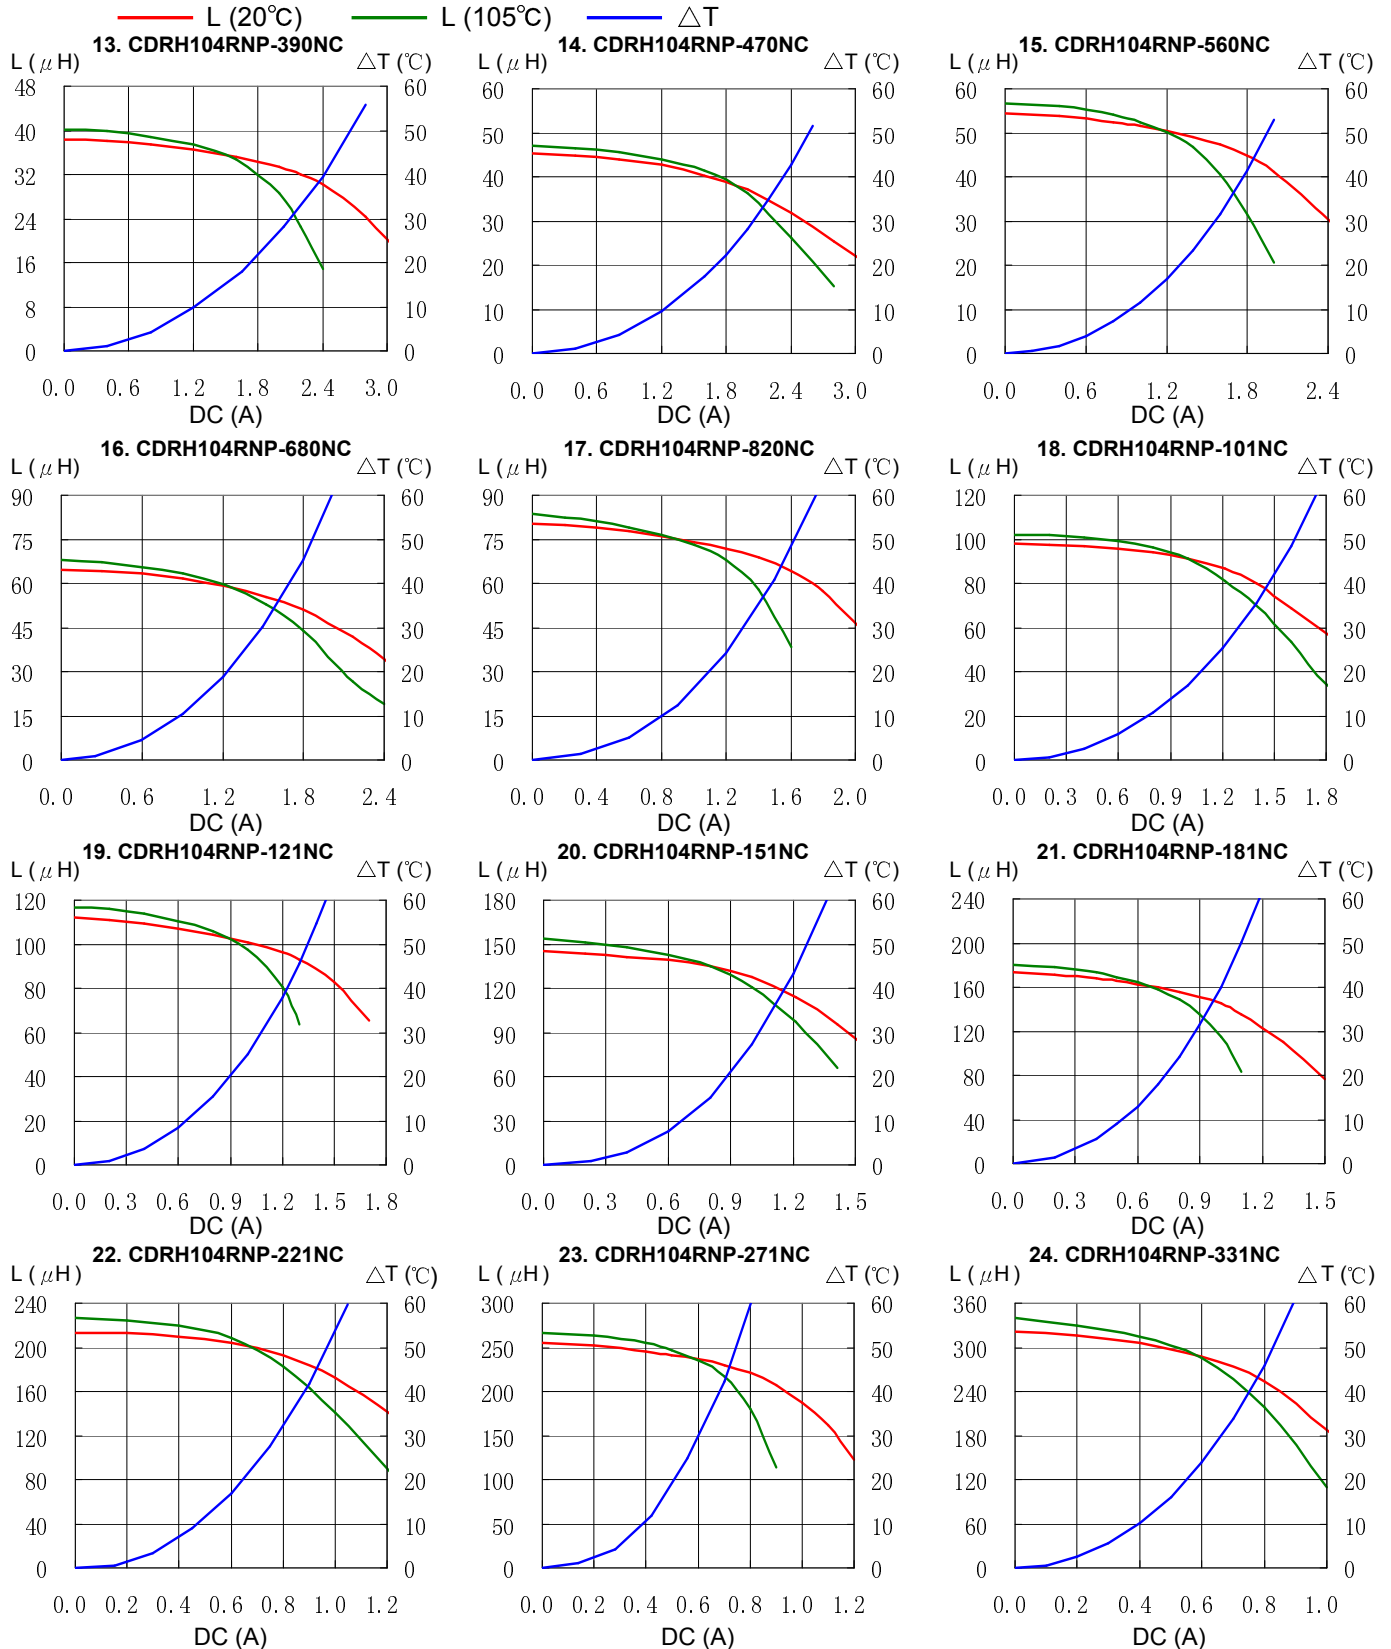 L (20℃) L (105℃) △T
13. CDRH104RNP-390NC 14. CDRH104RNP-470NC 15. CDRH104RNP-560NC
L ( μ H) △T (℃) L ( μ H) △T (℃) L ( μ H) △T (℃)
48 60 60 60 60 60
40 50 50 50 50 50
32 40 40 40 40 40
24 30 30 30 30 30
16 20 20 20 20 20
8 10 10 10 10 10
0 0 0 0 0 0
0.0 0.6 1.2 1.8 2.4 3.0 0.0 0.6 1.2 1.8 2.4 3.0 0.0 0.6 1.2 1.8 2.4
DC (A) DC (A) DC (A)
16. CDRH104RNP-680NC 17. CDRH104RNP-820NC 18. CDRH104RNP-101NC
L ( μ H) △T (℃) L ( μ H) △T (℃) L ( μ H) △T (℃)
90 60 90 60 120 60
75 50 75 50 100 50
60 40 60 40 80 40
45 30 45 30 60 30
30 20 30 20 40 20
15 10 15 10 20 10
0 0 0 0 0 0
0.0 0.6 1.2 1.8 2.4 0.0 0.4 0.8 1.2 1.6 2.0 0.0 0.3 0.6 0.9 1.2 1.5 1.8
DC (A) DC (A) DC (A)
19. CDRH104RNP-121NC 20. CDRH104RNP-151NC 21. CDRH104RNP-181NC
L ( μ H) △T (℃) L ( μ H) △T (℃) L ( μ H) △T (℃)
120 60 180 60 240 60
100 50 150 50 200 50
80 40 120 40 160 40
60 30 90 30 120 30
40 20 60 20 80 20
20 10 30 10 40 10
0 0 0 0 0 0
0.0 0.3 0.6 0.9 1.2 1.5 1.8 0.0 0.3 0.6 0.9 1.2 1.5 0.0 0.3 0.6 0.9 1.2 1.5
DC (A) DC (A) DC (A)
22. CDRH104RNP-221NC 23. CDRH104RNP-271NC 24. CDRH104RNP-331NC
L ( μ H) △T (℃) L ( μH) △T (℃) L ( μH) △T (℃)
240 60 300 60 360 60
200 50 250 50 300 50
160 40 200 40 240 40
120 30 150 30 180 30
80 20 100 20 120 20
40 10 50 10 60 10
0 0 0 0 0 0
0.0 0.2 0.4 0.6 0.8 1.0 1.2 0.0 0.2 0.4 0.6 0.8 1.0 1.2 0.0 0.2 0.4 0.6 0.8 1.0
DC (A) DC (A) DC (A)